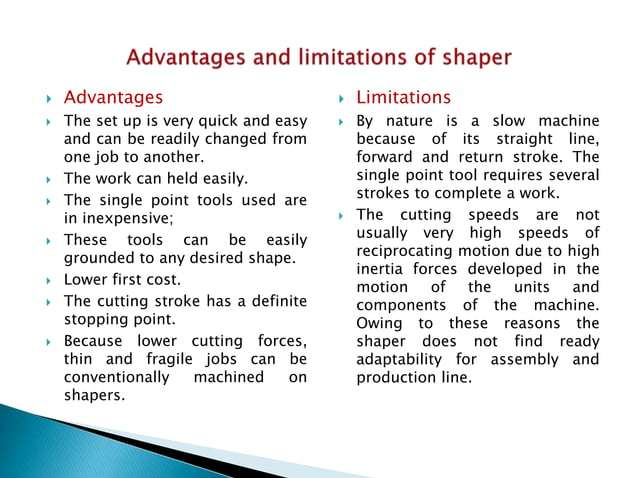 Advantages and limitations of shaper
Advantages
The set up is very quick and easy
and can be readily changed from
one job to another.
The work can held easily.
The single point tools used are
in inexpensive;
These tools can be easily
grounded to any desired shape.
Lower first cost.
The cutting stroke has a definite
stopping point.
Because lower cutting forces,
thin and fragile jobs can be
conventionally machined on
shapers.
Limitations
By nature is a slow machine
because of its straight line,
forward and return stroke. The
single point tool requires several
strokes to complete a work.
The cutting speeds are not
usually very high speeds of
reciprocating motion due to high
inertia forces developed in the
motion of the units and
components of the machine.
Owing to these reasons the
shaper does not find ready
adaptability for assembly and
production line.